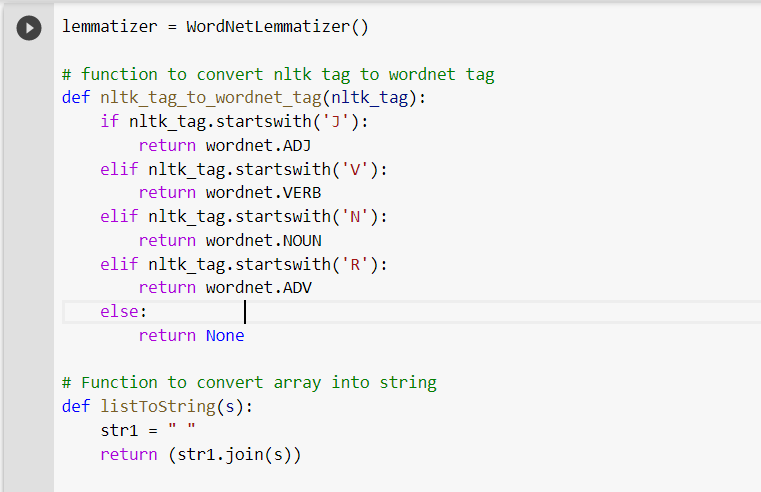 lemmatizer = WordNetLemmatizer()
# function to convert nltk tag to wordnet tag
def nltk_tag_to_wordnet_tag(nltk_tag):
    if nltk_tag.startswith('J'):
        return wordnet.ADJ
    elif nltk_tag.startswith('V'):
        return wordnet.VERB
    elif nltk_tag.startswith('N'):
        return wordnet.NOUN
    elif nltk_tag.startswith('R'):
        return wordnet.ADV
    else:
        return None
# Function to convert array into string
def listToString(s):
    str1 = " "
    return (str1.join(s))